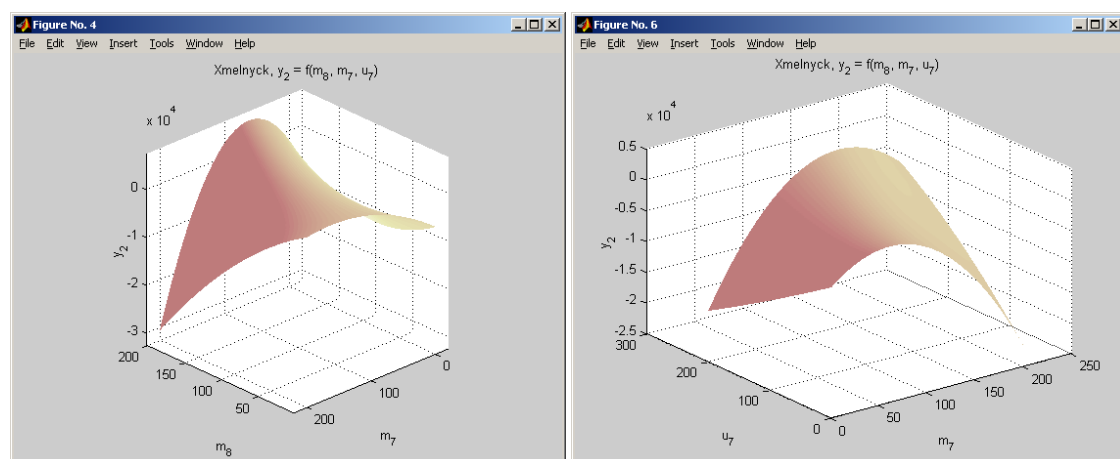 Figure No. 4
File Edit View Insert Tools Window Help
Xmelnyck, y2 = f(m8, m7, u7)
x 10^4
0
-1
-2
-3
y2
200
150
100
50
m8
200
100
0
m7
Figure No. 6
File Edit View Insert Tools Window Help
Xmelnyck, y2 = f(m8, m7, u7)
x 10^4
0.5
0
-0.5
-1
-1.5
-2
-2.5
y2
300
200
100
0
u7
0
50
100
150
200
250
m7